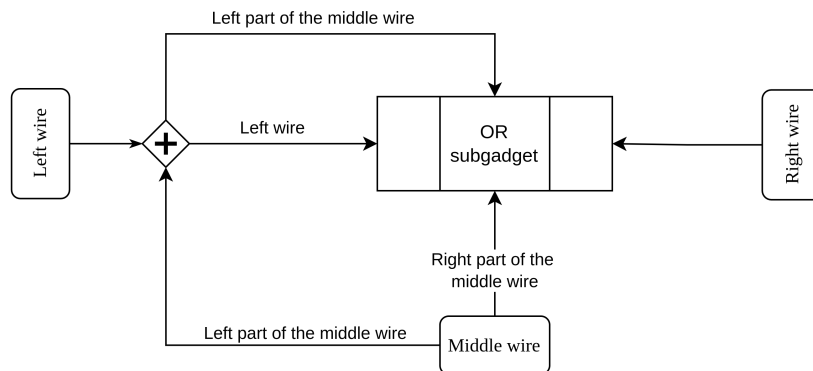 Left part of the middle wire
Left wire
Left wire
OR
subgadget
Right wire
Right part of the
middle wire
Left part of the middle wire
Middle wire